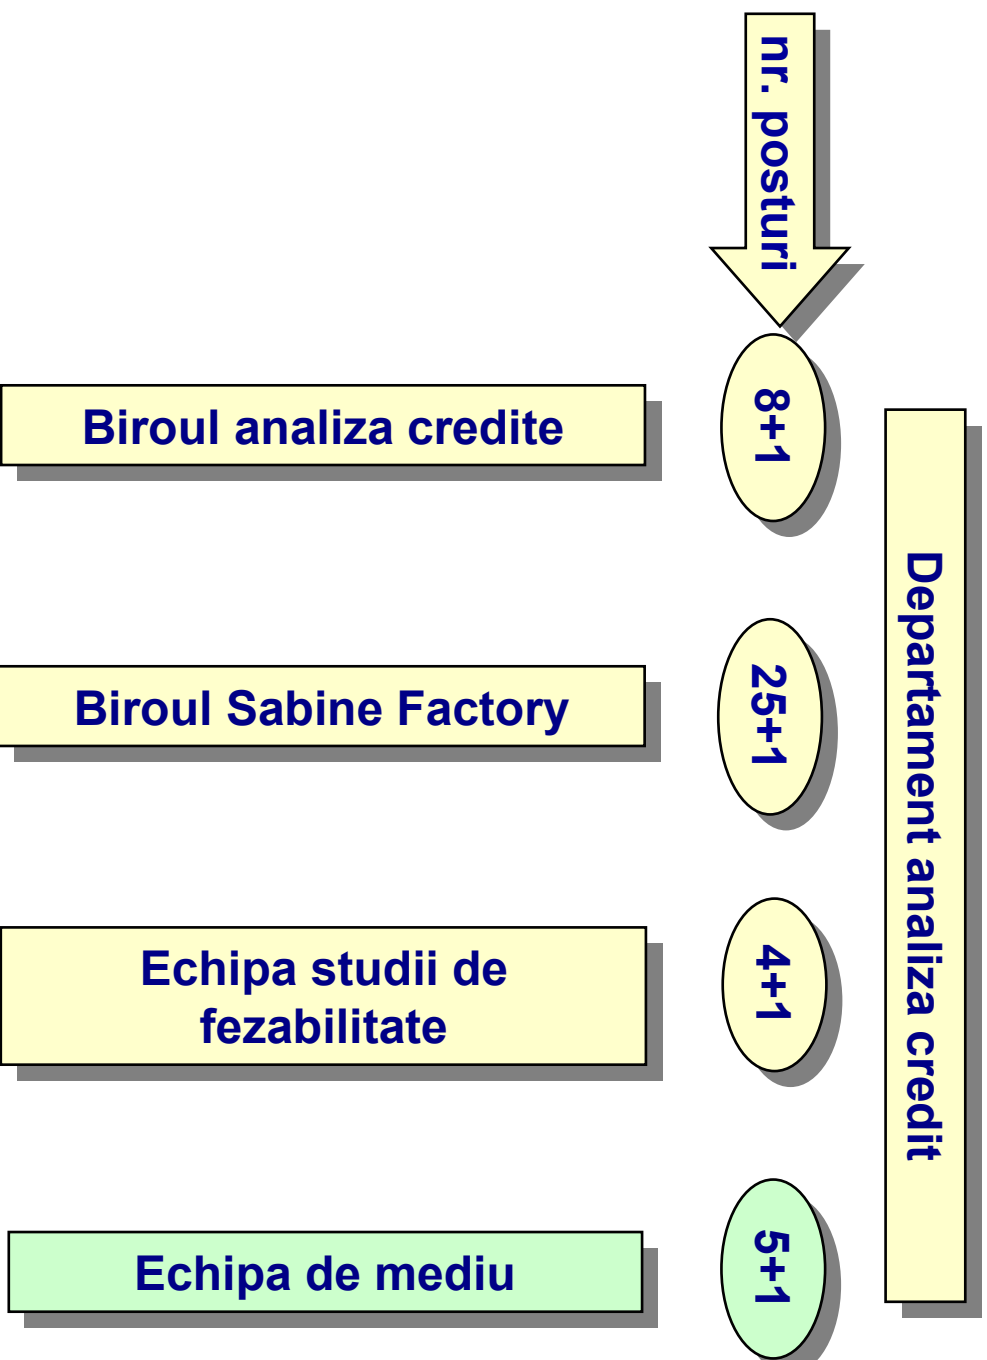 nr. posturi
Biroul analiza credite
8+1
Biroul Sabine Factory
25+1
Echipa studii de
fezabilitate
4+1
Echipa de mediu
5+1
Departament analiza credit